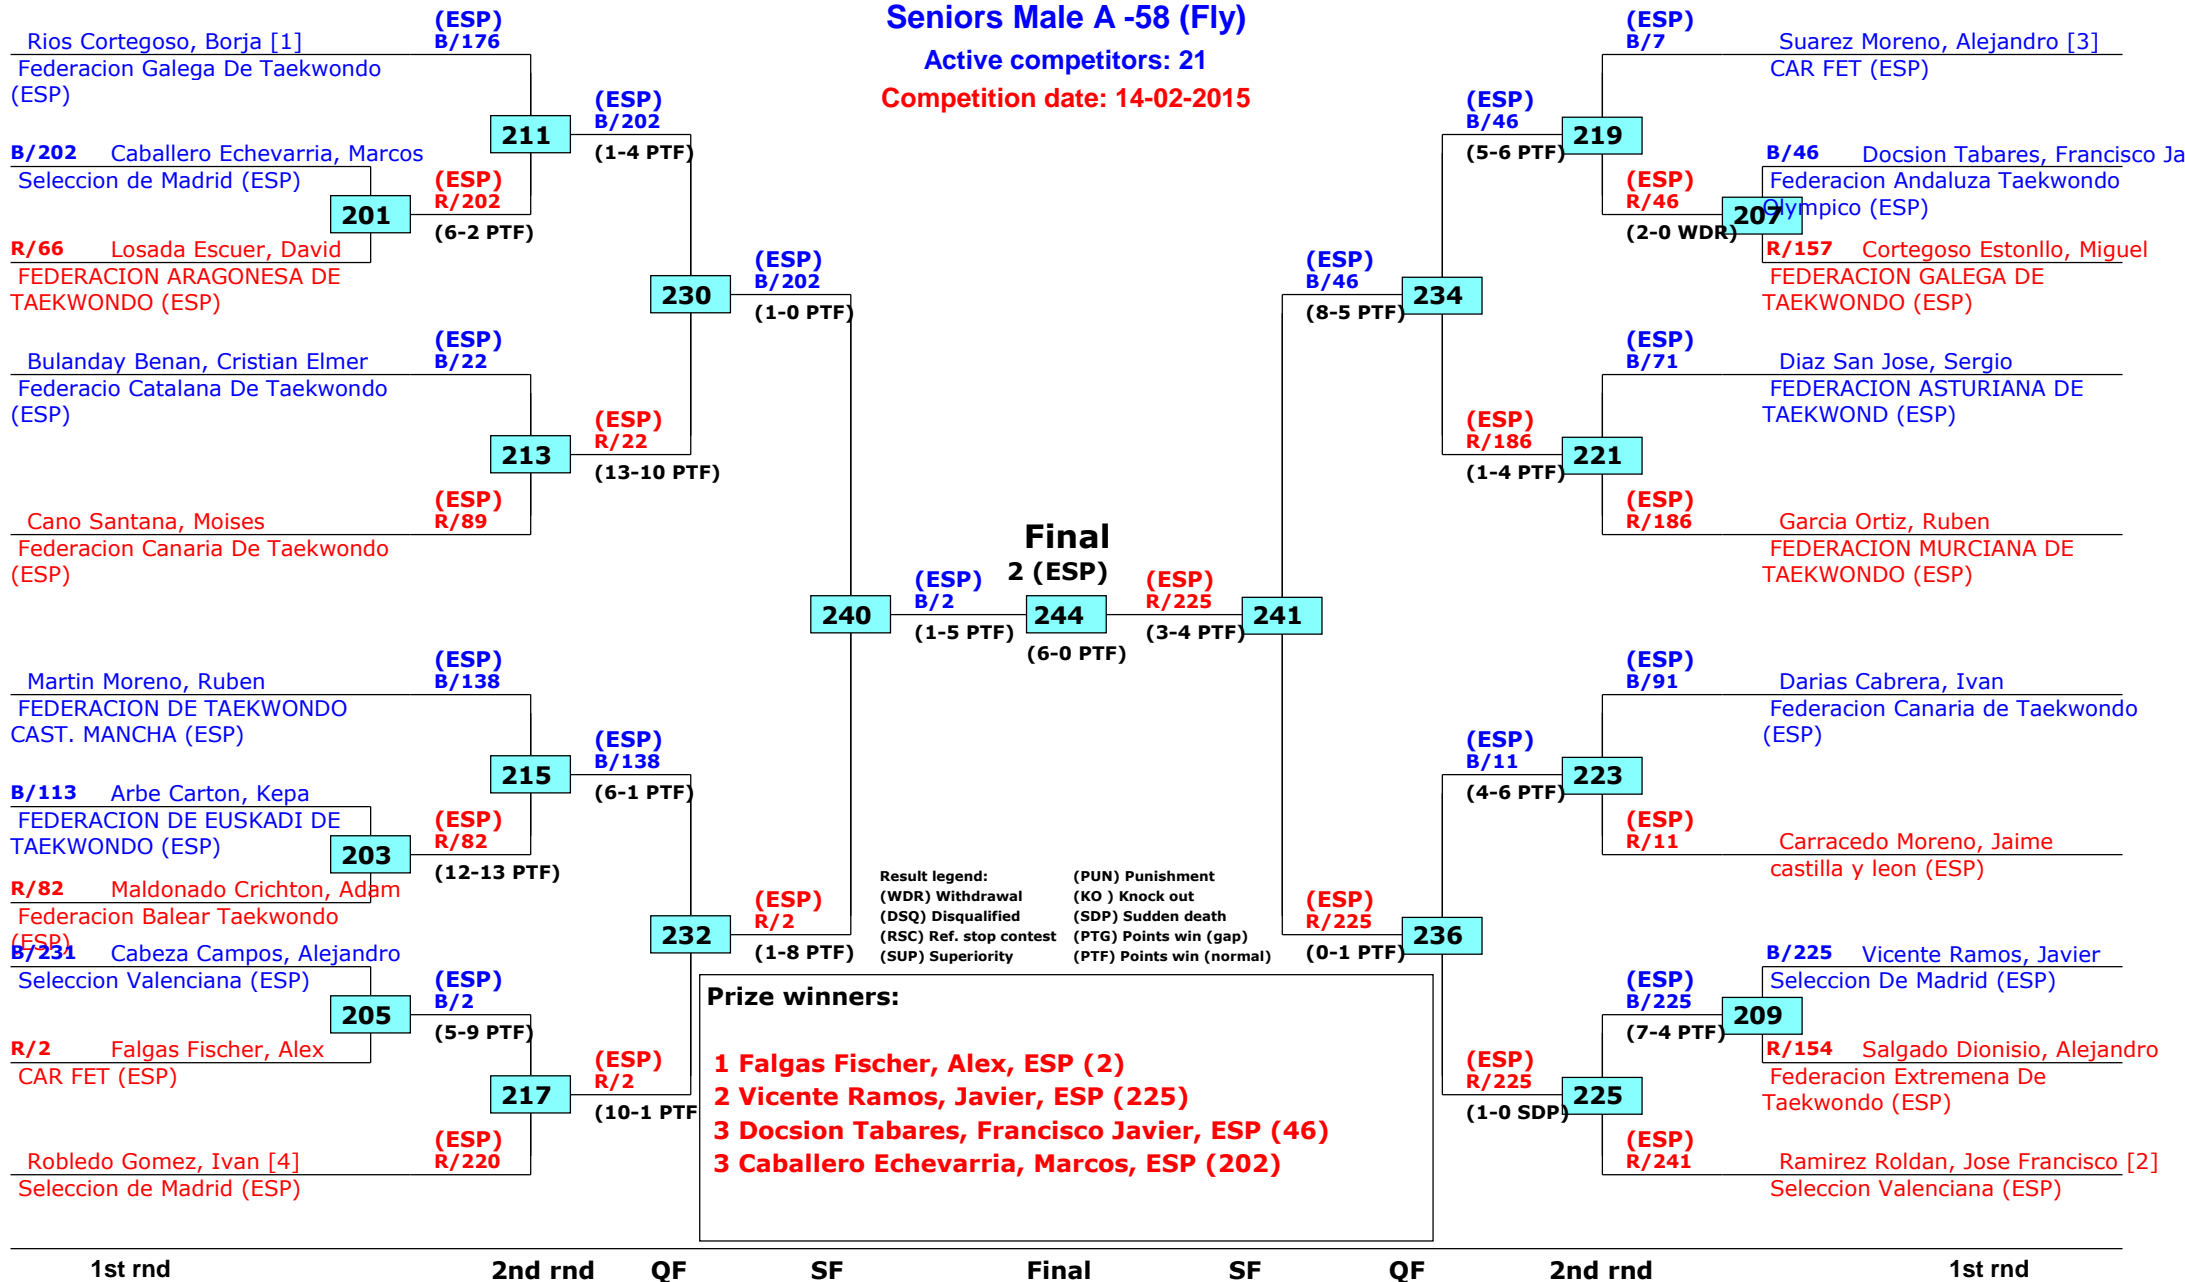 Seniors Male A -58 (Fly)
Active competitors: 21
Competition date: 14-02-2015
Rios Cortegoso, Borja [1]
Federacion Galega De Taekwondo
(ESP)
(ESP)
B/176
B/202 Caballero Echevarria, Marcos
Seleccion de Madrid (ESP)
R/66 Losada Escuer, David
FEDERACION ARAGONESA DE
TAEKWONDO (ESP)
201
(ESP)
R/202
(6-2 PTF)
211
(ESP)
B/202
(1-4 PTF)
Bulanday Benan, Cristian Elmer
Federacio Catalana De Taekwondo
(ESP)
(ESP)
B/22
Cano Santana, Moises
Federacion Canaria De Taekwondo
(ESP)
(ESP)
R/89
213
(ESP)
R/22
(13-10 PTF)
230
(ESP)
B/202
(1-0 PTF)
Martin Moreno, Ruben
FEDERACION DE TAEKWONDO
CAST. MANCHA (ESP)
(ESP)
B/138
B/113 Arbe Carton, Kepa
FEDERACION DE EUSKADI DE
TAEKWONDO (ESP)
R/82 Maldonado Crichton, Adam
Federacion Balear Taekwondo
(ESP)
203
(ESP)
R/82
(12-13 PTF)
215
(ESP)
B/138
(6-1 PTF)
B/231 Cabeza Campos, Alejandro
Seleccion Valenciana (ESP)
R/2 Falgas Fischer, Alex
CAR FET (ESP)
205
(ESP)
B/2
(5-9 PTF)
Robledo Gomez, Ivan [4]
Seleccion de Madrid (ESP)
(ESP)
R/220
217
(ESP)
R/2
(10-1 PTF
232
(ESP)
R/2
(1-8 PTF)
240
(ESP)
B/2
(1-5 PTF)
Final
2 (ESP)
244
(6-0 PTF)
(ESP)
R/225
(3-4 PTF)
241
(ESP)
B/46
(8-5 PTF)
234
(ESP)
B/46
(5-6 PTF)
219
(ESP)
B/7
Suarez Moreno, Alejandro [3]
CAR FET (ESP)
(ESP)
R/46
(2-0 WDR)
207
B/46 Docsion Tabares, Francisco Ja
Federacion Andaluza Taekwondo
Olympico (ESP)
R/157 Cortegoso Estonllo, Miguel
FEDERACION GALEGA DE
TAEKWONDO (ESP)
(ESP)
R/186
(1-4 PTF)
221
(ESP)
B/71
Diaz San Jose, Sergio
FEDERACION ASTURIANA DE
TAEKWOND (ESP)
(ESP)
R/186
Garcia Ortiz, Ruben
FEDERACION MURCIANA DE
TAEKWONDO (ESP)
(ESP)
R/225
(0-1 PTF)
236
(ESP)
B/11
(4-6 PTF)
223
(ESP)
B/91
Darias Cabrera, Ivan
Federacion Canaria de Taekwondo
(ESP)
(ESP)
R/11
Carracedo Moreno, Jaime
castilla y leon (ESP)
(ESP)
R/225
(1-0 SDP)
225
(ESP)
B/225
(7-4 PTF)
209
B/225 Vicente Ramos, Javier
Seleccion De Madrid (ESP)
R/154 Salgado Dionisio, Alejandro
Federacion Extremena De
Taekwondo (ESP)
(ESP)
R/241
Ramirez Roldan, Jose Francisco [2]
Seleccion Valenciana (ESP)
Result legend: (PUN) Punishment
(WDR) Withdrawal (KO ) Knock out
(DSQ) Disqualified (SDP) Sudden death
(RSC) Ref. stop contest (PTG) Points win (gap)
(SUP) Superiority (PTF) Points win (normal)
Prize winners:
1 Falgas Fischer, Alex, ESP (2)
2 Vicente Ramos, Javier, ESP (225)
3 Docsion Tabares, Francisco Javier, ESP (46)
3 Caballero Echevarria, Marcos, ESP (202)
1st rnd 2nd rnd QF SF Final SF QF 2nd rnd 1st rnd